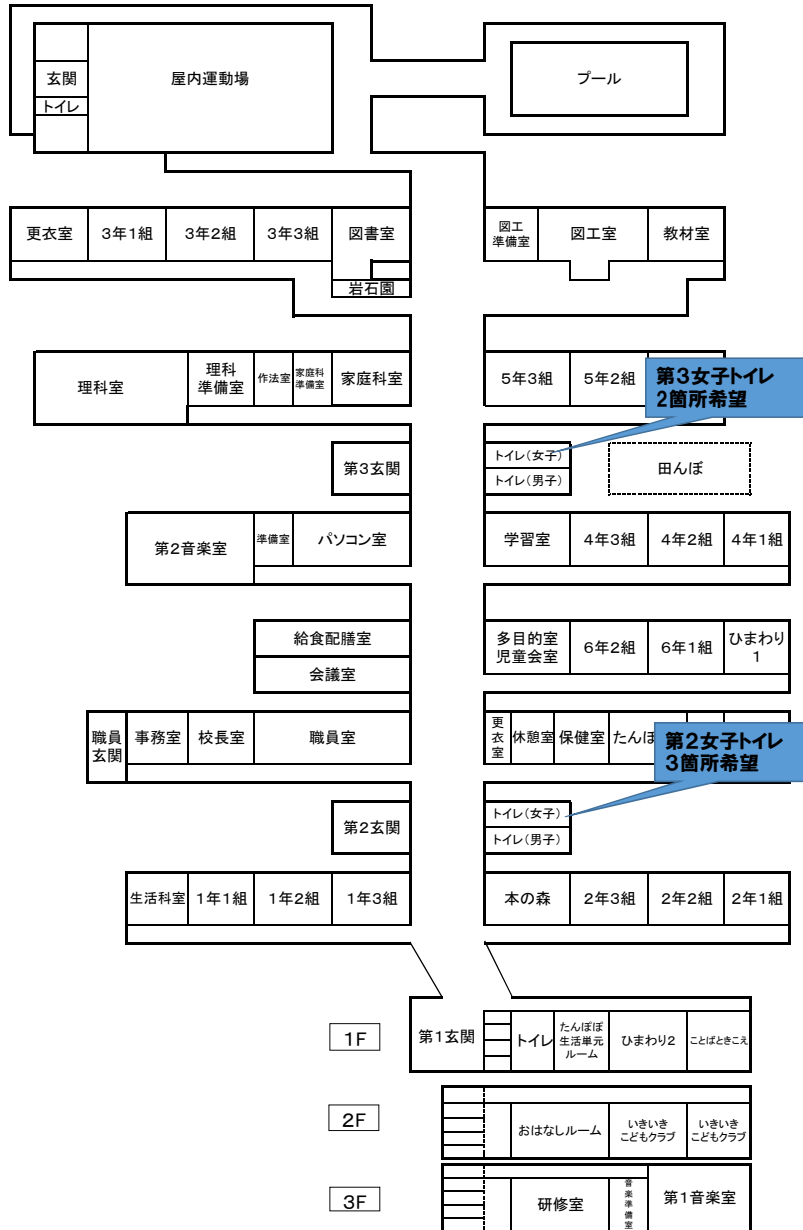 玄関
トイレ
屋内運動場
プール
更衣室
3年1組
3年2組
3年3組
図書室
岩石園
図工
準備室
図工室
教材室
理科室
理科
準備室
作法室
家庭科
準備室
家庭科室
5年3組
5年2組
第3女子トイレ
2箇所希望
第3玄関
トイレ(女子)
トイレ(男子)
田んぼ
第2音楽室
準備室
パソコン室
学習室
4年3組
4年2組
4年1組
給食配膳室
会議室
多目的室
児童会室
6年2組
6年1組
ひまわり
1
職員
玄関
事務室
校長室
職員室
更
衣
室
休憩室
保健室
たんぽ
第2女子トイレ
3箇所希望
第2玄関
トイレ(女子)
トイレ(男子)
生活科室
1年1組
1年2組
1年3組
本の森
2年3組
2年2組
2年1組
1F
第1玄関
トイレ
たんぽぽ
生活単元
ルーム
ひまわり2
ことばときこえ
2F
おはなしルーム
いきいき
こどもクラブ
いきいき
こどもクラブ
3F
研修室
音
楽
準
備
室
第1音楽室